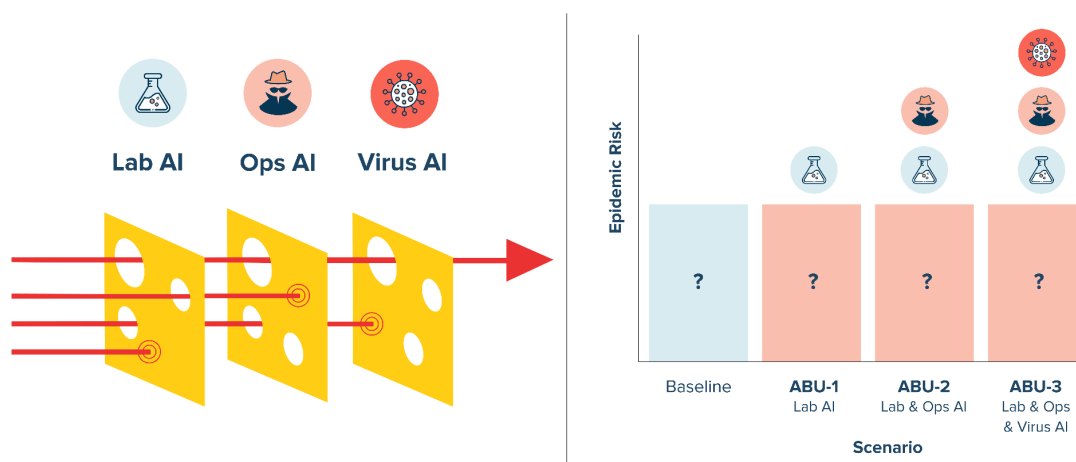 Lab AI
Ops AI
Virus AI
Epidemic Risk
?
?
?
?
Baseline
ABU-1
Lab AI
ABU-2
Lab & Ops AI
ABU-3
Lab & Ops
& Virus AI
Scenario